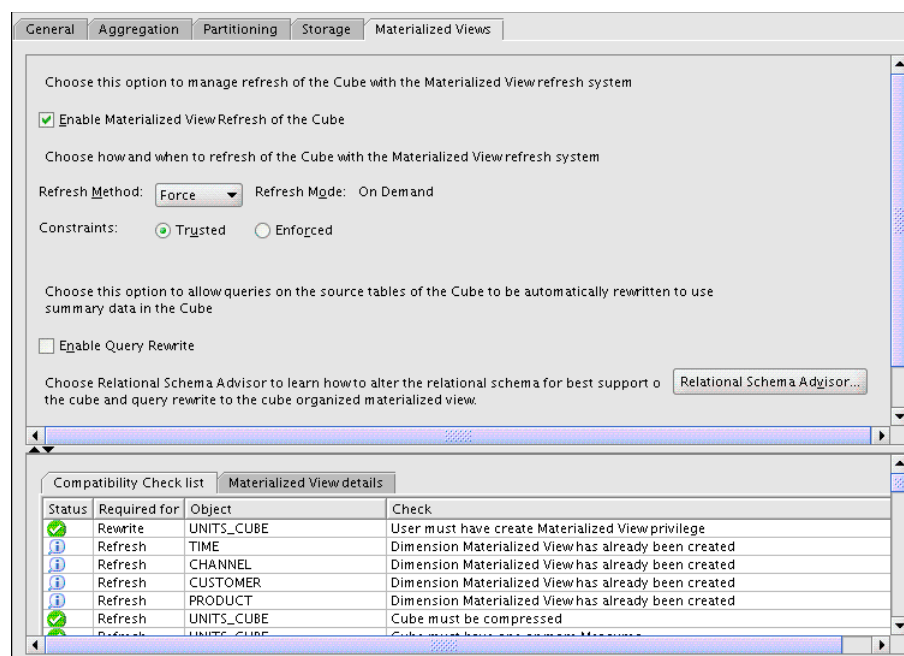 General Aggregation Partitioning Storage Materialized Views
Choose this option to manage refresh of the Cube with the Materialized View refresh system
Enable Materialized View Refresh of the Cube
Choose how and when to refresh of the Cube with the Materialized View refresh system
Refresh Method: Force Refresh Mode: On Demand
Constraints: Trusted Enforced
Choose this option to allow queries on the source tables of the Cube to be automatically rewritten to use
summary data in the Cube
Enable Query Rewrite
Choose Relational Schema Advisor to learn how to alter the relational schema for best support o
the cube and query rewrite to the cube organized materialized view.
Relational Schema Advisor...
Compatibility Check list Materialized View details
Status Required for Object Check
Rewrite UNITS_CUBE User must have create Materialized View privilege
Refresh TIME Dimension Materialized View has already been created
Refresh CHANNEL Dimension Materialized View has already been created
Refresh CUSTOMER Dimension Materialized View has already been created
Refresh PRODUCT Dimension Materialized View has already been created
Refresh UNITS_CUBE Cube must be compressed
Refresh UNITS_CUBE Cube must have one or more Measures